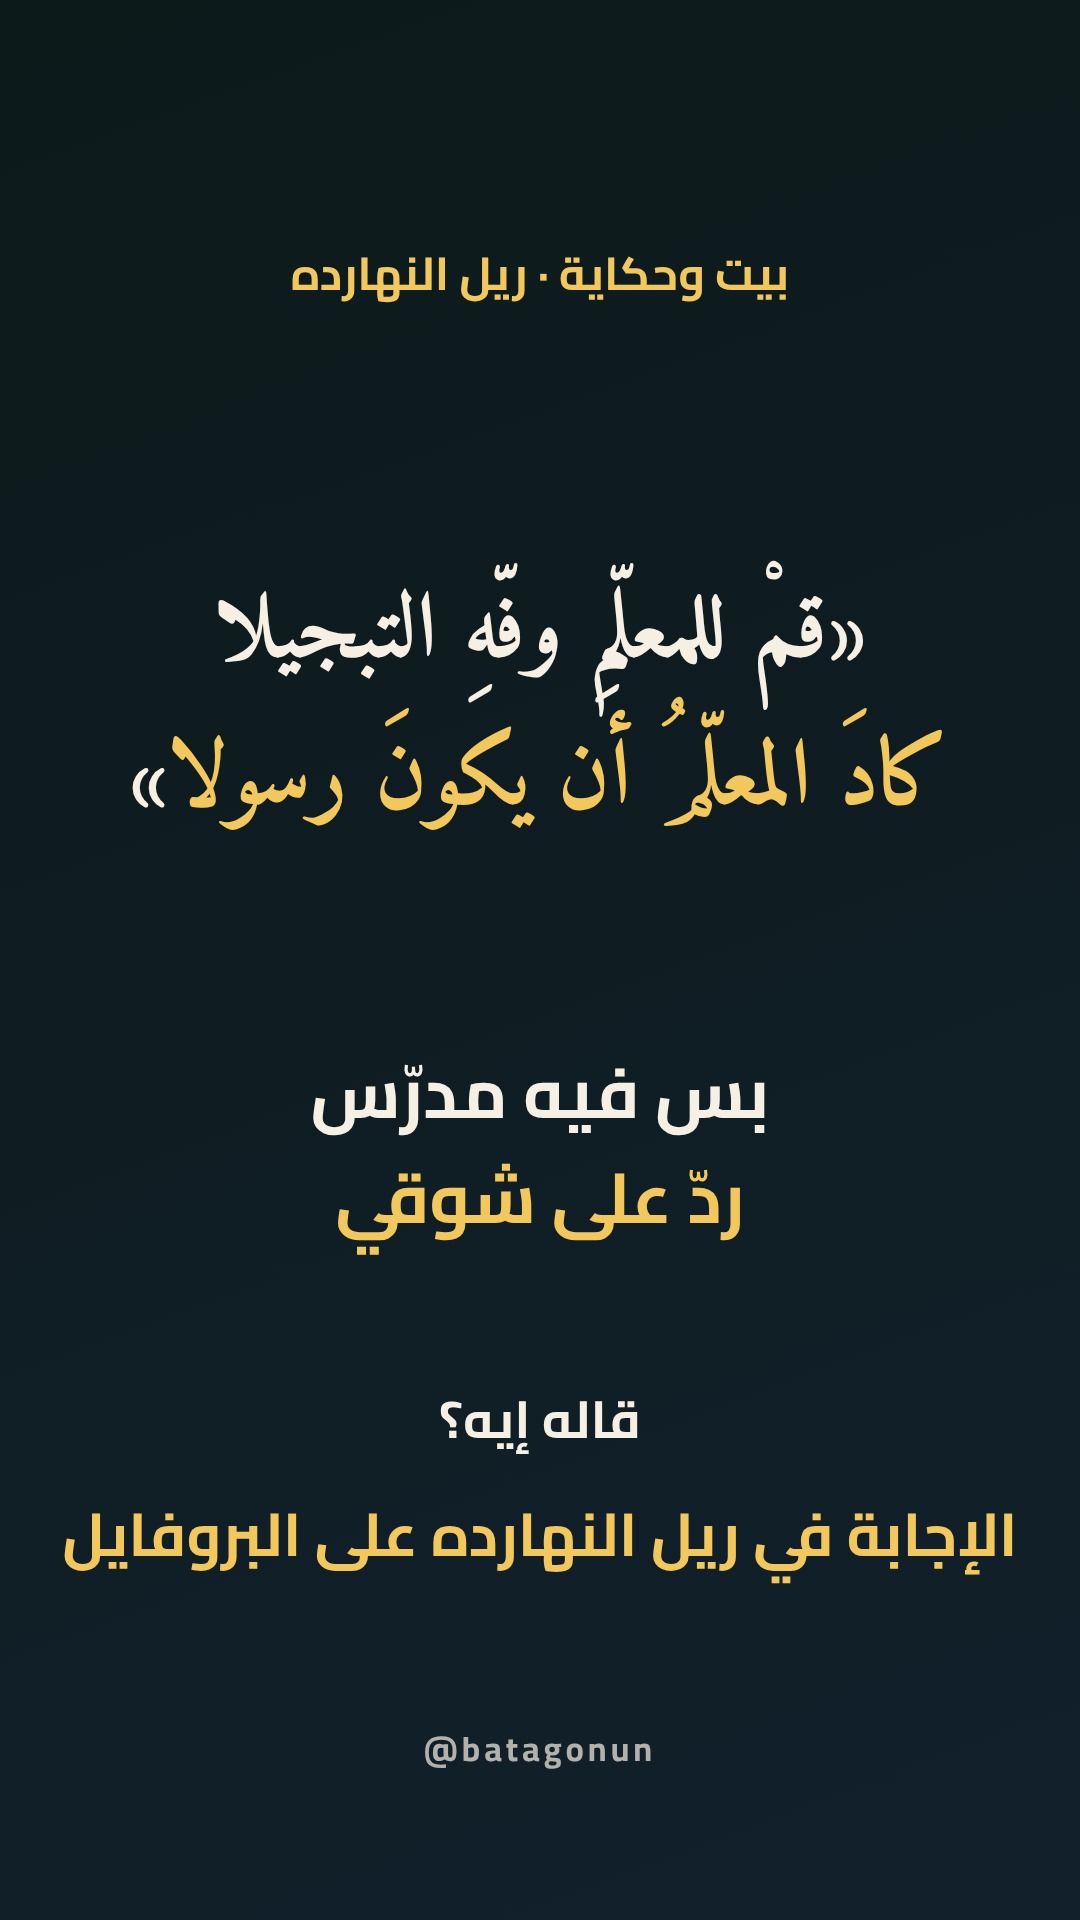 بيت وحكاية · ريل النهارده
«قمْ للمعلّمِ وفّهِ التبجيلا
كادَ المعلّمُ أن يكونَ رسولا»
بس فيه مدرّس
ردّ على شوقي
قاله إيه؟
الإجابة في ريل النهارده على البروفايل
@batagonun